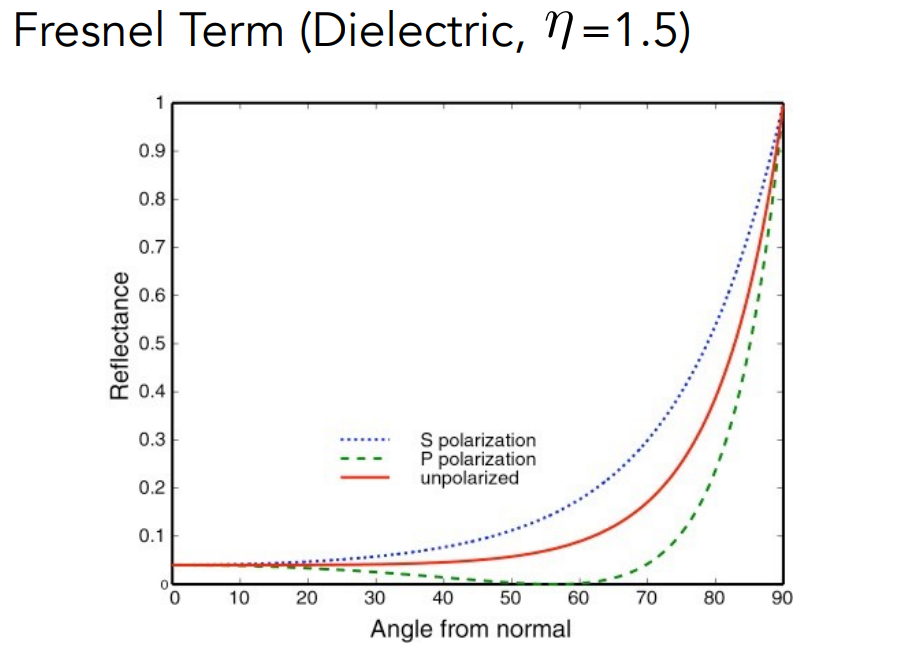 Fresnel Term (Dielectric, η=1.5)
1
0.9
0.8
0.7
0.6
0.5
0.4
0.3
0.2
0.1
0
Reflectance
S polarization
P polarization
unpolarized
0 10 20 30 40 50 60 70 80 90
Angle from normal